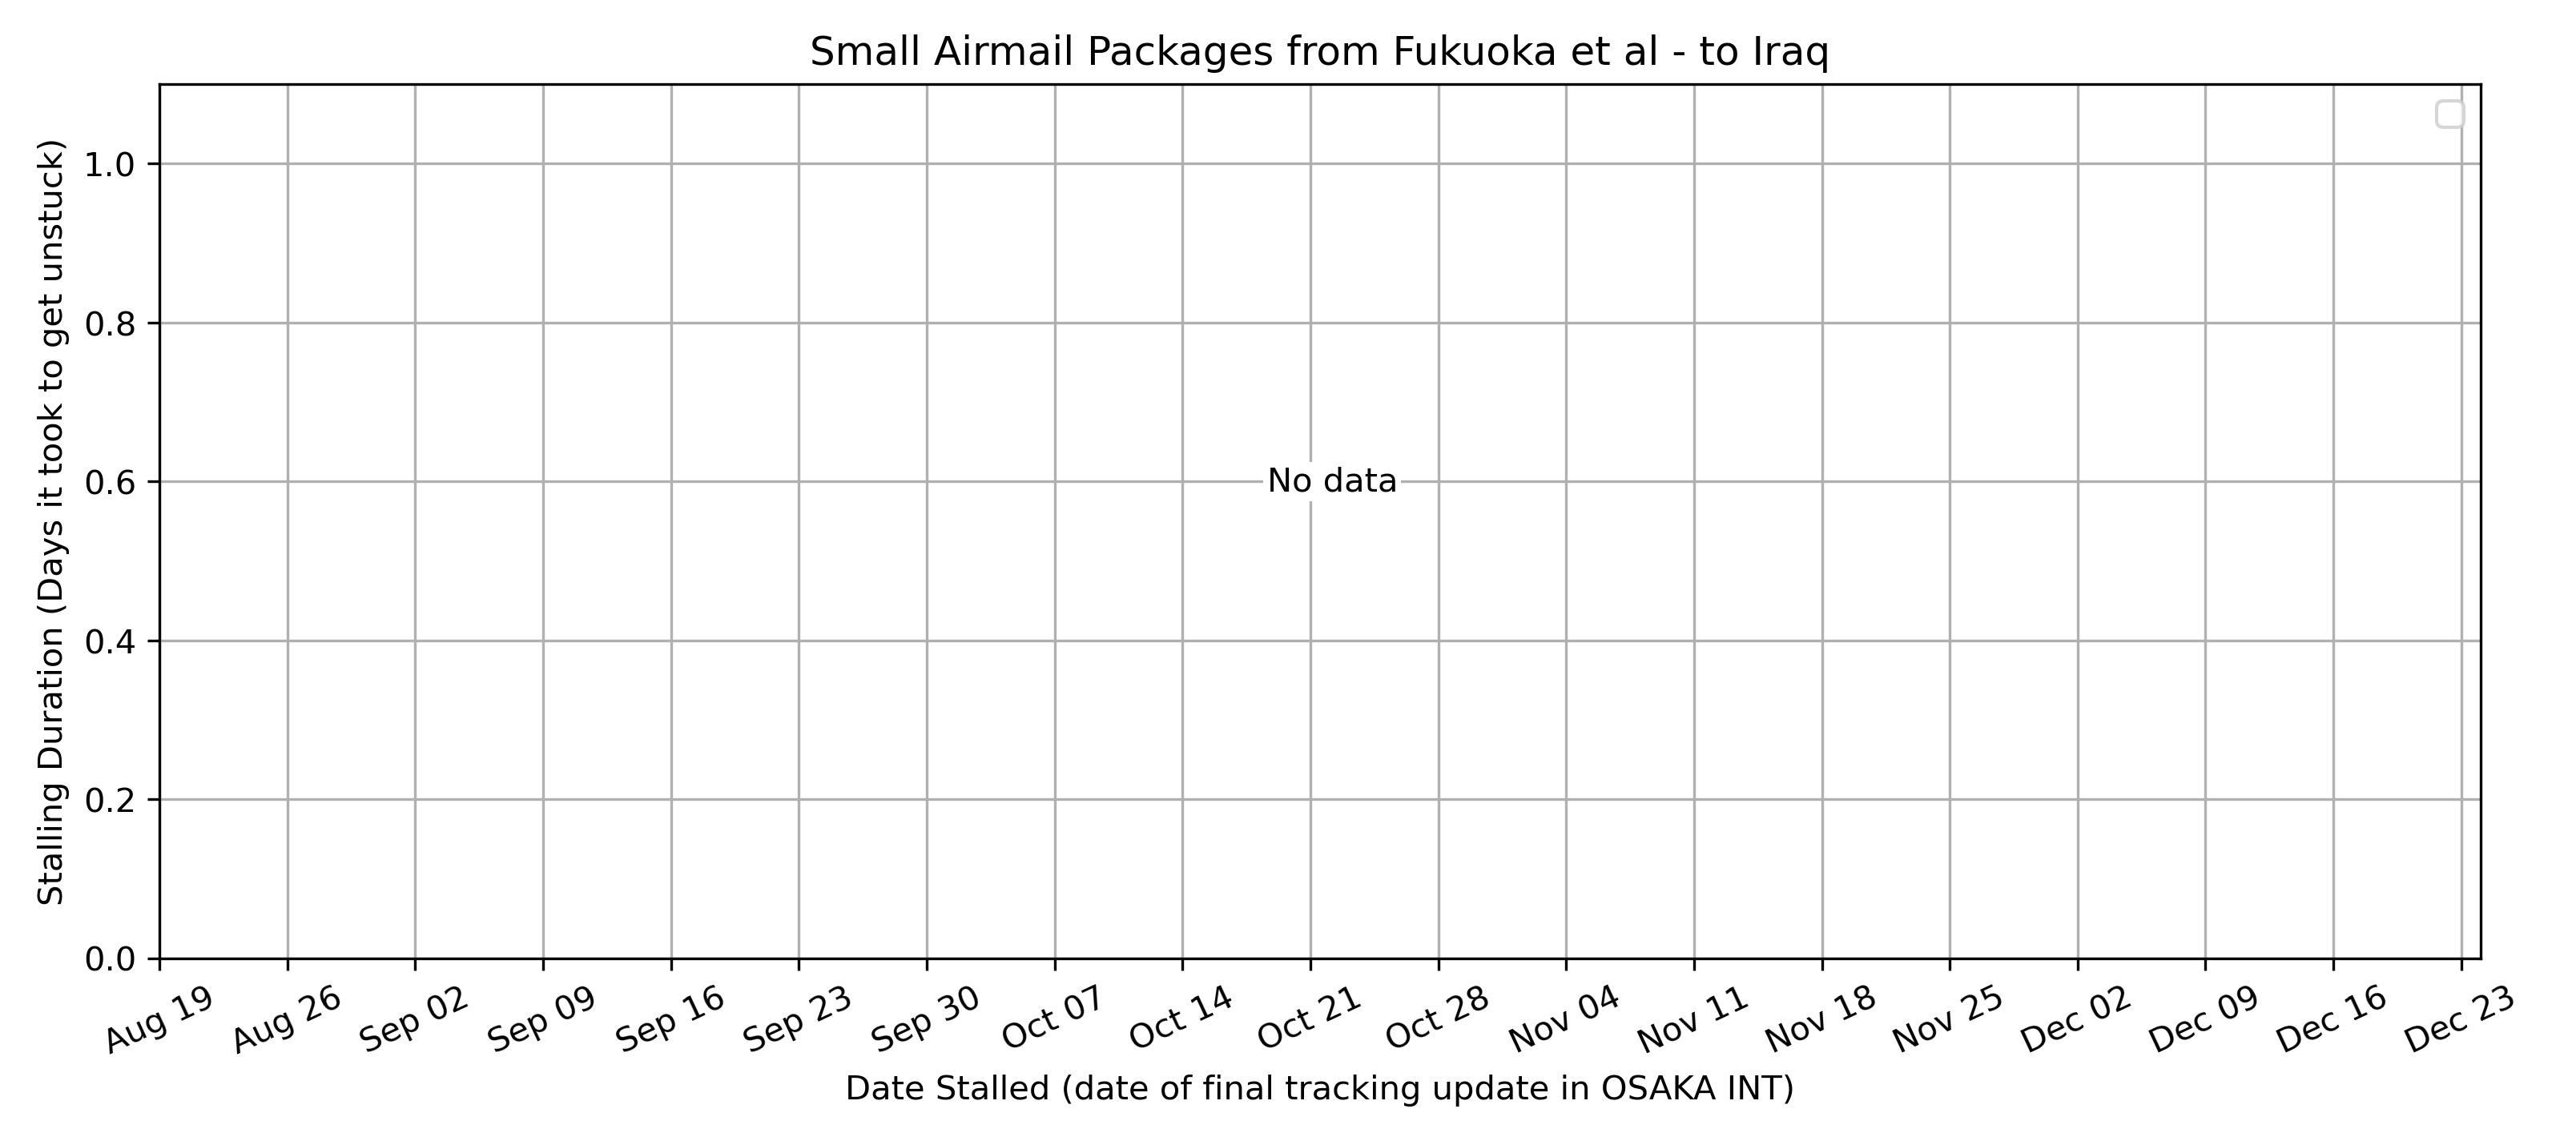 Small Airmail Packages from Fukuoka et al - to Iraq
Stalling Duration (Days it took to get unstuck)
1.0
0.8
0.6
0.4
0.2
0.0
No data
Aug 19
Aug 26
Sep 02
Sep 09
Sep 16
Sep 23
Sep 30
Oct 07
Oct 14
Oct 21
Oct 28
Nov 04
Nov 11
Nov 18
Nov 25
Dec 02
Dec 09
Dec 16
Dec 23
Date Stalled (date of final tracking update in OSAKA INT)